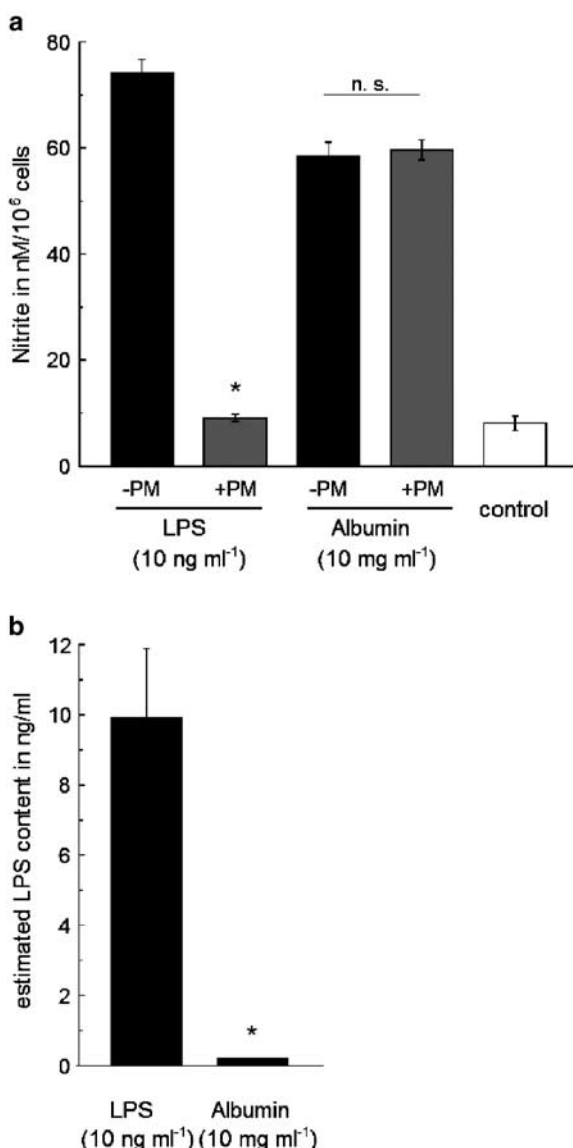 a
80
60
40
20
0
Nitrite in nM/10⁶ cells
n. s.
*
-PM +PM -PM +PM
LPS Albumin control
(10 ng ml⁻¹) (10 mg ml⁻¹)
b
12
10
8
6
4
2
0
estimated LPS content in ng/ml
*
LPS Albumin
(10 ng ml⁻¹) (10 mg ml⁻¹)